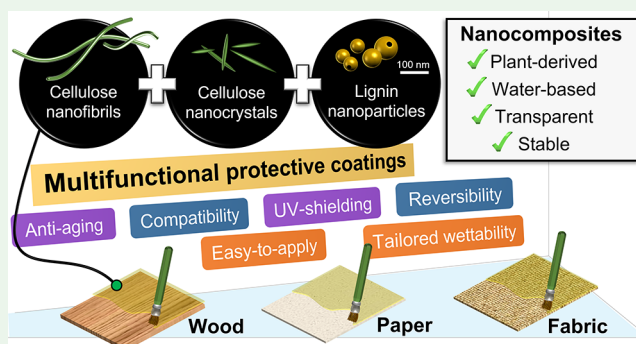 Cellulose
nanofibrils
Cellulose
nanocrystals
100 nm
Lignin
nanoparticles
Nanocomposites
Plant-derived
Water-based
Transparent
Stable
Multifunctional protective coatings
Anti-aging
Compatibility
UV-shielding
Reversibility
Easy-to-apply
Tailored wettability
Wood
Paper
Fabric